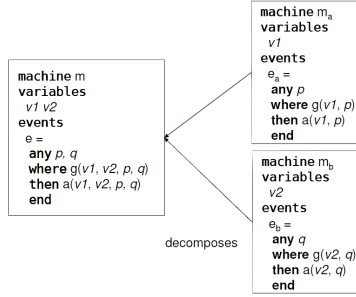 machine m
variables
v1 v2
events
e =
any p, q
where g(v1, v2, p, q)
then a(v1, v2, p, q)
end
machine ma
variables
v1
events
ea =
any p
where g(v1, p)
then a(v1, p)
end
machine mb
variables
v2
events
eb =
any q
where g(v2, q)
then a(v2, q)
end
decomposes